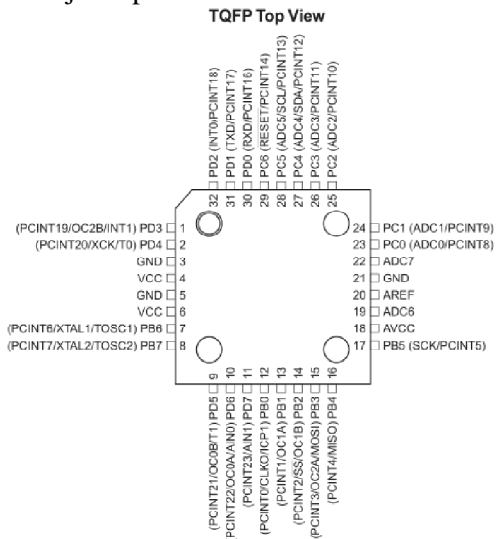 TQFP Top View
PD2 (INT0/PCINT18)
PD1 (TXD/PCINT17)
PD0 (RXD/PCINT16)
PC6 (RESET/PCINT14)
PC5 (ADC5/SCL/PCINT13)
PC4 (ADC4/SDA/PCINT12)
PC3 (ADC3/PCINT11)
PC2 (ADC2/PCINT10)
32
31
30
29
28
27
26
25
(PCINT19/OC2B/INT1) PD3 1
(PCINT20/XCK/T0) PD4 2
GND 3
VCC 4
GND 5
VCC 6
(PCINT6/XTAL1/TOSC1) PB6 7
(PCINT7/XTAL2/TOSC2) PB7 8
24 PC1 (ADC1/PCINT9)
23 PC0 (ADC0/PCINT8)
22 ADC7
21 GND
20 AREF
19 ADC6
18 AVCC
17 PB5 (SCK/PCINT5)
9
10
11
12
13
14
15
16
(PCINT21/OC0B/T1) PD5
PCINT22/OC0A/AIN0) PD6
(PCINT23/AIN1) PD7
(PCINT0/CLKO/ICP1) PB0
(PCINT1/OC1A) PB1
(PCINT2/SS/OC1B) PB2
(PCINT3/OC2A/MOSI) PB3
(PCINT4/MISO) PB4